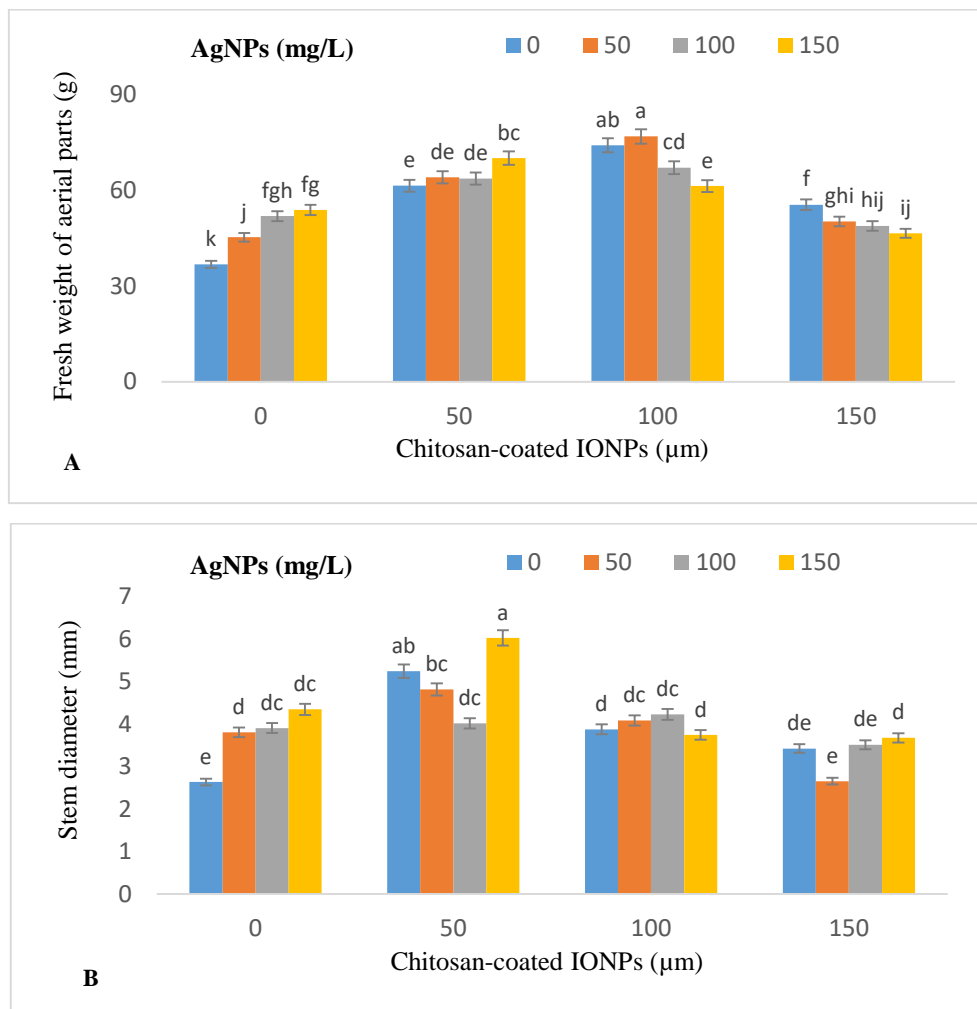 AgNPs (mg/L) 0 50 100 150
Fresh weight of aerial parts (g)
90
60
30
0
k j fgh fg e de de bc ab a cd e f ghi hij ij
0 50 100 150
Chitosan-coated IONPs (µm)
A
AgNPs (mg/L) 0 50 100 150
Stem diameter (mm)
7
6
5
4
3
2
1
0
e d dc dc ab bc dc a d dc dc d de e de d
0 50 100 150
Chitosan-coated IONPs (µm)
B